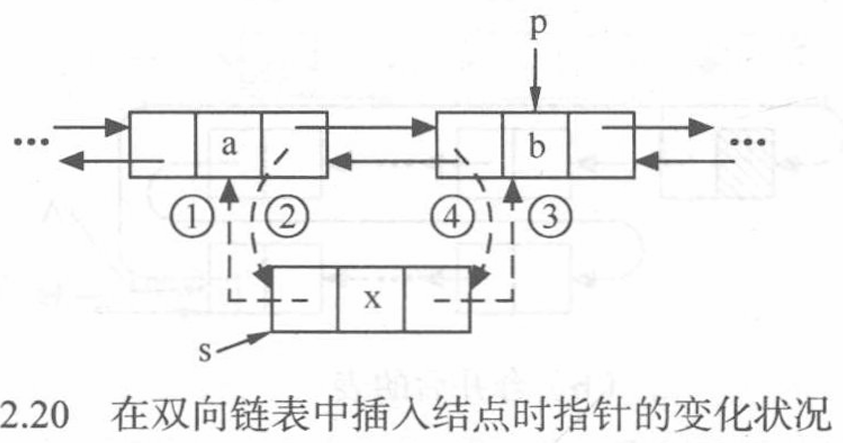 p
... a b ...
① ② ④ ③
x
s
2.20 在双向链表中插入结点时指针的变化状况